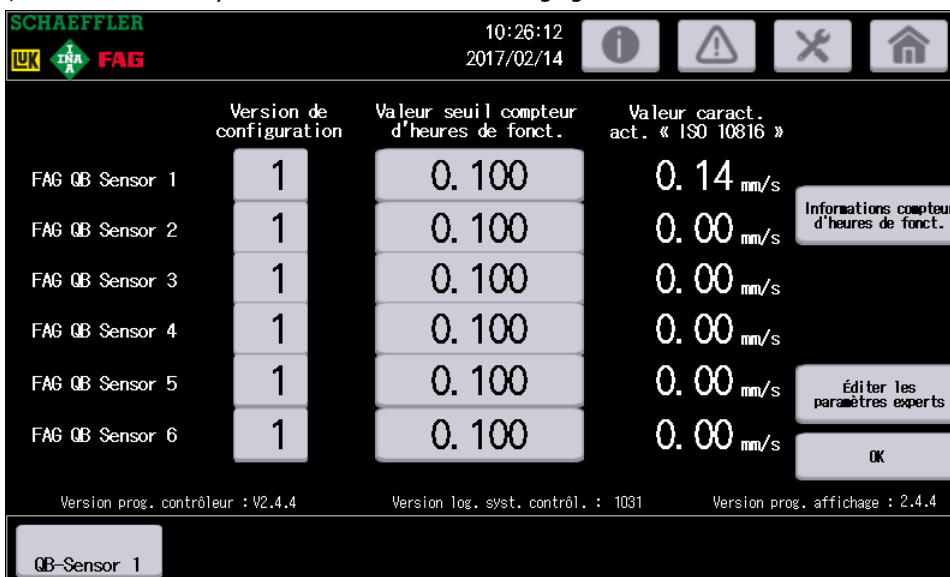 SCHAEFFLER
LUK INA FAG
10:26:12
2017/02/14
Version de configuration
Valeur seuil compteur d'heures de fonct.
Valeur caract. act. « ISO 10816 »
FAG QB Sensor 1 1 0.100 0.14 mm/s
Informations compteur d'heures de fonct.
FAG QB Sensor 2 1 0.100 0.00 mm/s
FAG QB Sensor 3 1 0.100 0.00 mm/s
FAG QB Sensor 4 1 0.100 0.00 mm/s
FAG QB Sensor 5 1 0.100 0.00 mm/s
Éditer les paramètres experts
FAG QB Sensor 6 1 0.100 0.00 mm/s
OK
Version prog. contrôleur : V2.4.4 Version log. syst. contrôl. : 1031 Version prog. affichage : 2.4.4
QB-Sensor 1